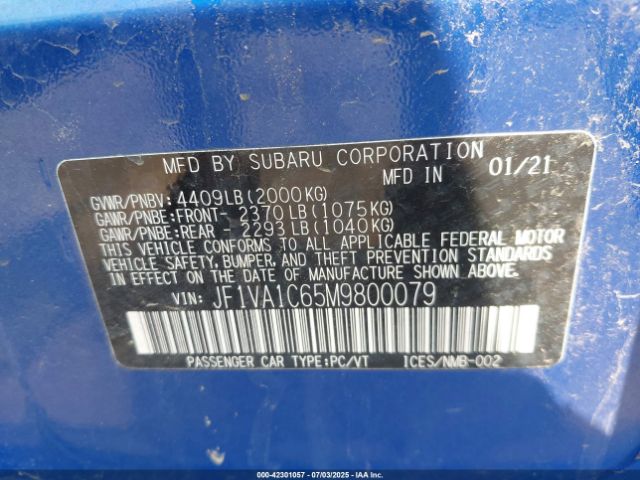 MFD BY SUBARU CORPORATION
MFD IN 01/21
GVWR/PNBV: 4409LB(2000KG)
GAWR/PNBE:FRONT- 2370 LB(1075KG)
GAWR/PNBE:REAR - 2293 LB(1040KG)
THIS VEHICLE CONFORMS TO ALL APPLICABLE FEDERAL MOTOR
VEHICLE SAFETY, BUMPER, AND THEFT PREVENTION STANDARDS
IN EFFECT ON THE DATE OF MANUFACTURE SHOWN ABOVE.
VIN: JF1VA1C65M9800079
PASSENGER CAR TYPE:PC/VT ICES/NMB-002
000-42301057 - 07/03/2025 - IAAI.COM